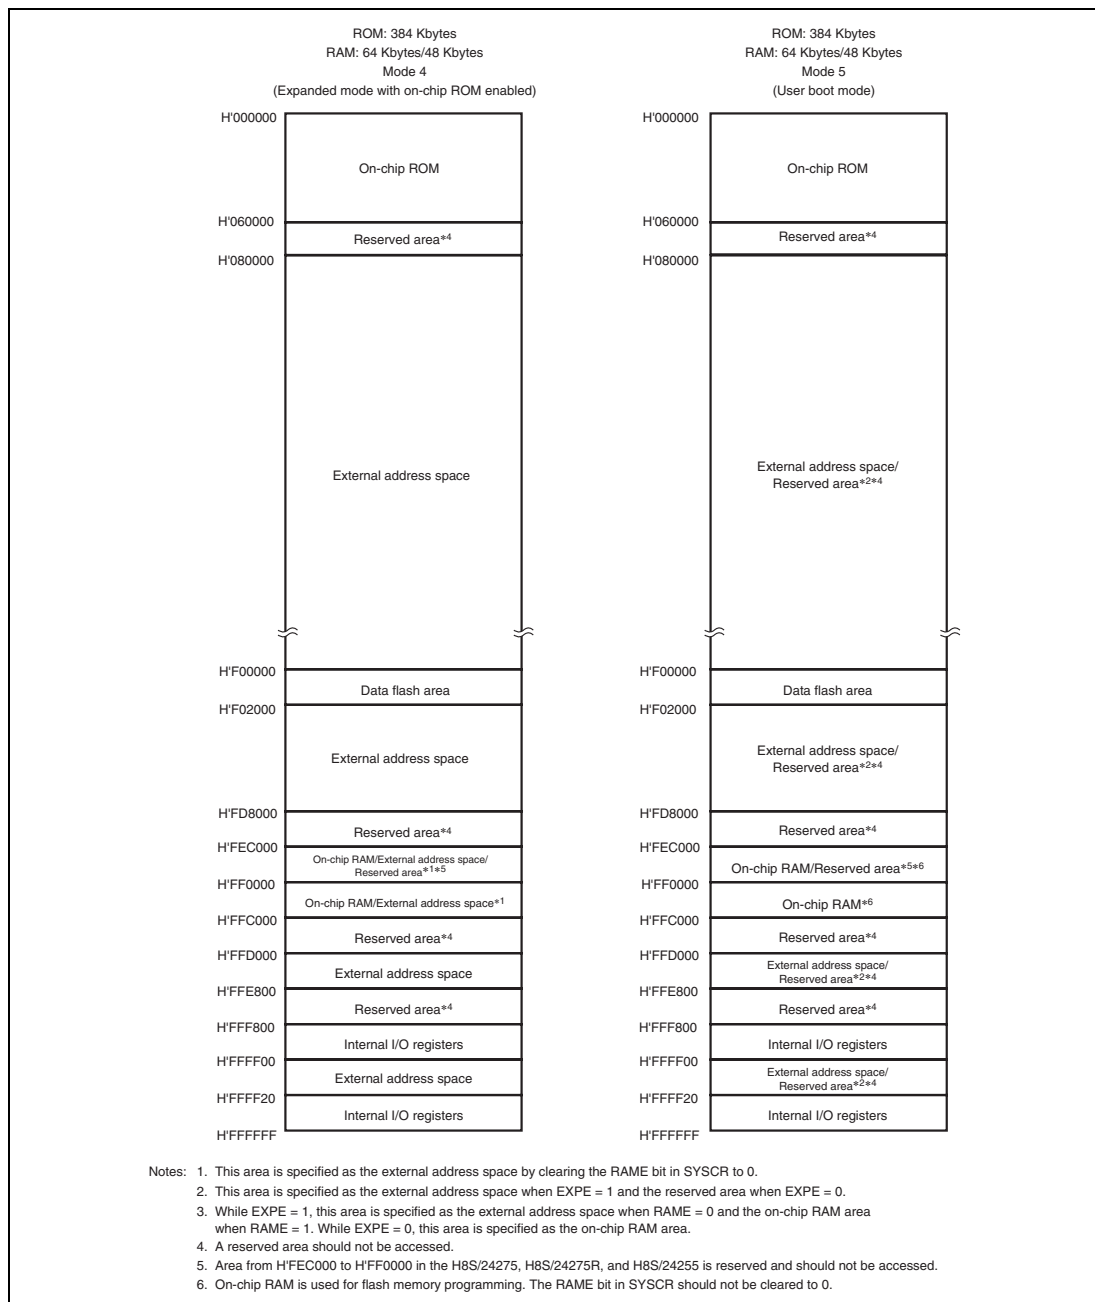 ROM: 384 Kbytes
RAM: 64 Kbytes/48 Kbytes
Mode 4
(Expanded mode with on-chip ROM enabled)
H'000000
On-chip ROM
H'060000
Reserved area*4
H'080000
External address space
H'F00000
Data flash area
H'F02000
External address space
H'FD8000
Reserved area*4
H'FEC000
On-chip RAM/External address space/
Reserved area*1*5
H'FF0000
On-chip RAM/External address space*1
H'FFC000
Reserved area*4
H'FFD000
External address space
H'FFE800
Reserved area*4
H'FFF800
Internal I/O registers
H'FFFF00
External address space
H'FFFF20
Internal I/O registers
H'FFFFFF
ROM: 384 Kbytes
RAM: 64 Kbytes/48 Kbytes
Mode 5
(User boot mode)
H'000000
On-chip ROM
H'060000
Reserved area*4
H'080000
External address space/
Reserved area*2*4
H'F00000
Data flash area
H'F02000
External address space/
Reserved area*2*4
H'FD8000
Reserved area*4
H'FEC000
On-chip RAM/Reserved area*5*6
H'FF0000
On-chip RAM*6
H'FFC000
Reserved area*4
H'FFD000
External address space/
Reserved area*2*4
H'FFE800
Reserved area*4
H'FFF800
Internal I/O registers
H'FFFF00
External address space/
Reserved area*2*4
H'FFFF20
Internal I/O registers
H'FFFFFF
Notes: 1. This area is specified as the external address space by clearing the RAME bit in SYSCR to 0.
2. This area is specified as the external address space when EXPE = 1 and the reserved area when EXPE = 0.
3. While EXPE = 1, this area is specified as the external address space when RAME = 0 and the on-chip RAM area
when RAME = 1. While EXPE = 0, this area is specified as the on-chip RAM area.
4. A reserved area should not be accessed.
5. Area from H'FEC000 to H'FF0000 in the H8S/24275, H8S/24275R, and H8S/24255 is reserved and should not be accessed.
6. On-chip RAM is used for flash memory programming. The RAME bit in SYSCR should not be cleared to 0.